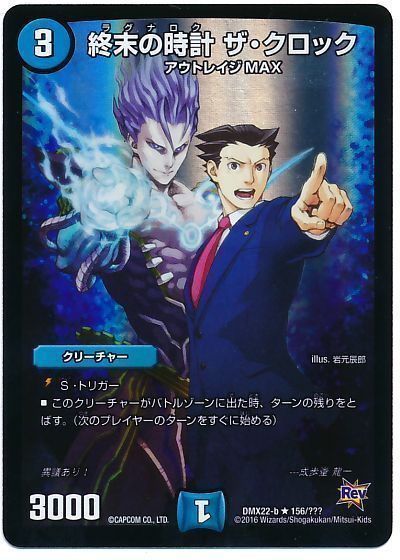 3
ラグナロク
終末の時計 ザ・クロック
アウトレイジMAX
クリーチャー
illus. 岩元辰郎
S・トリガー
■ このクリーチャーがバトルゾーンに出た時、ターンの残りをと
ばす。(次のプレイヤーのターンをすぐに始める)
異議あり!
---成歩堂 龍一
Rev
3000
1
DMX22-b ★ 156/???
©CAPCOM CO., LTD.
©2016 Wizards/Shogakukan/Mitsui-Kids